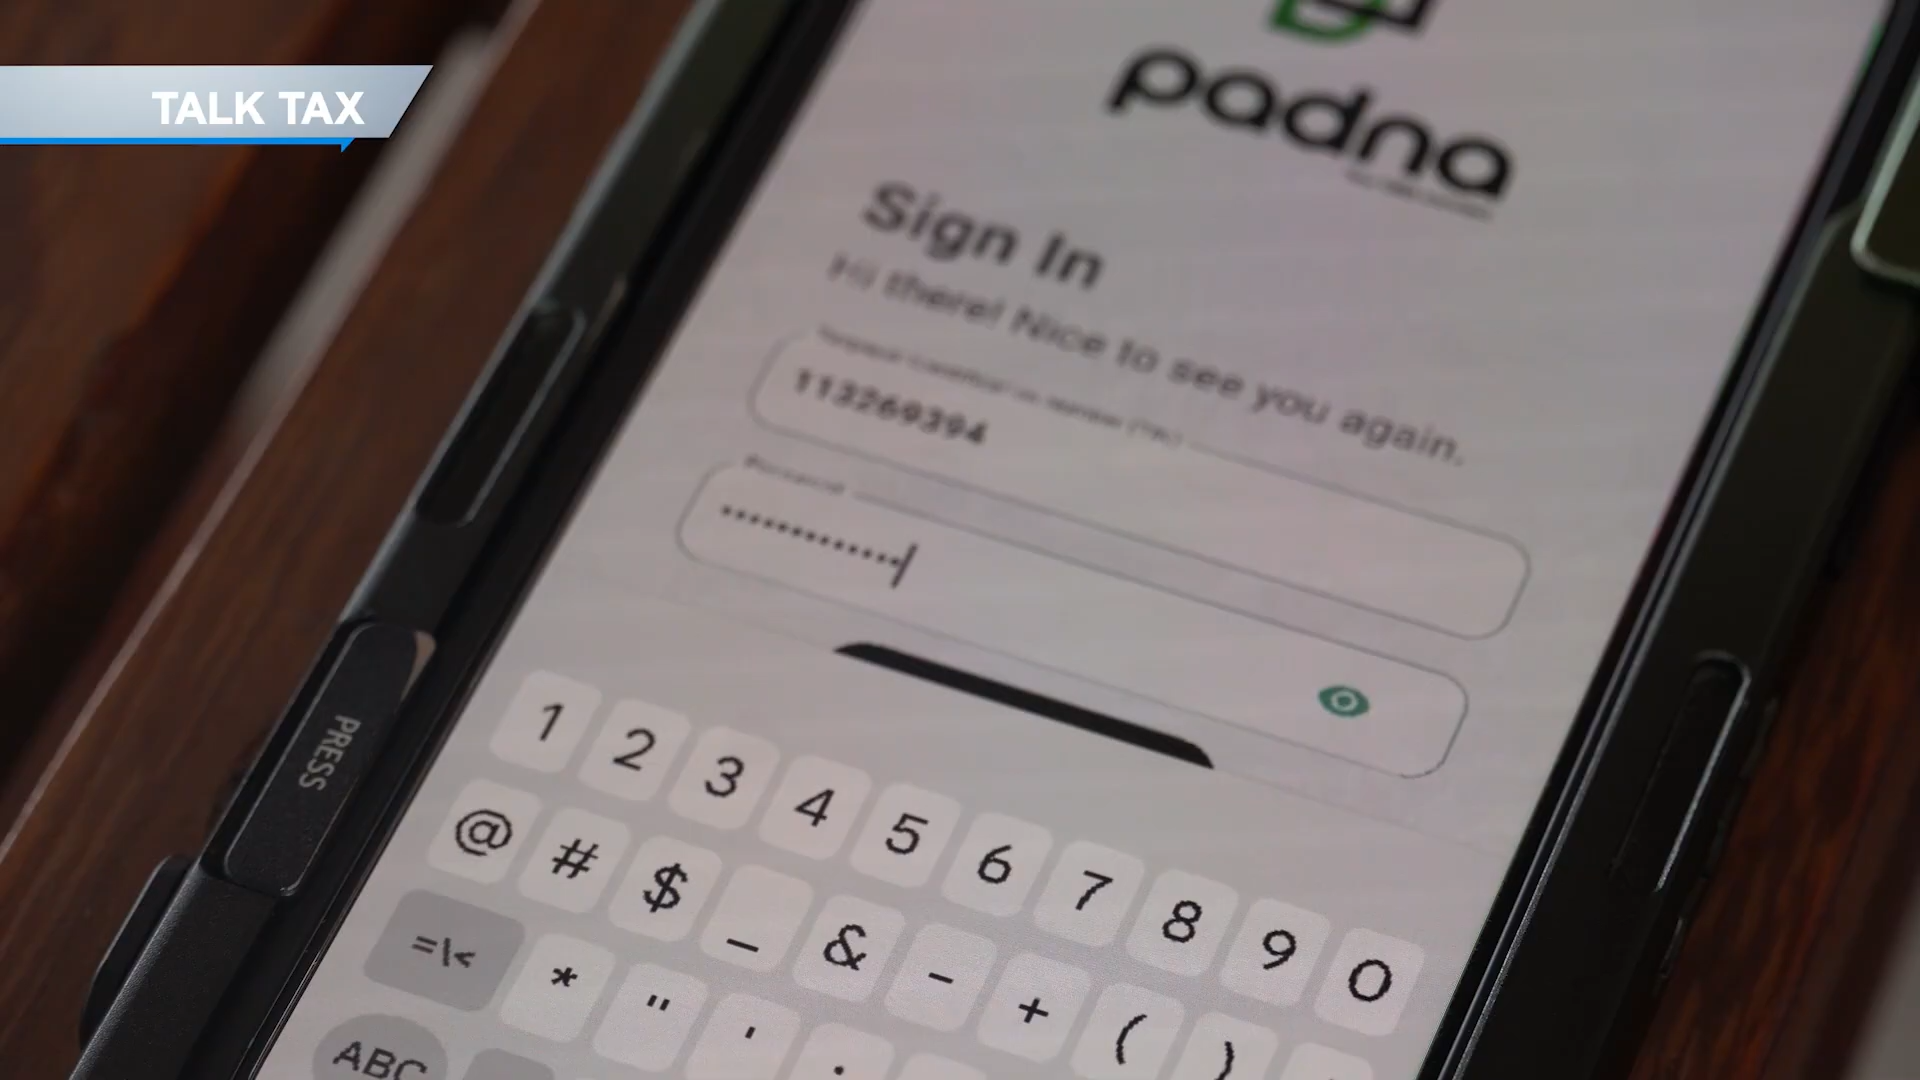 TALK TAX
padna
Sign In
Hi there! Nice to see you again.
113269394
Password
•••••••••••••
PRESS
1 2 3 4 5 6 7 8 9 0
@ # $ _ & - + ( )
=\< * " ' :
ABC